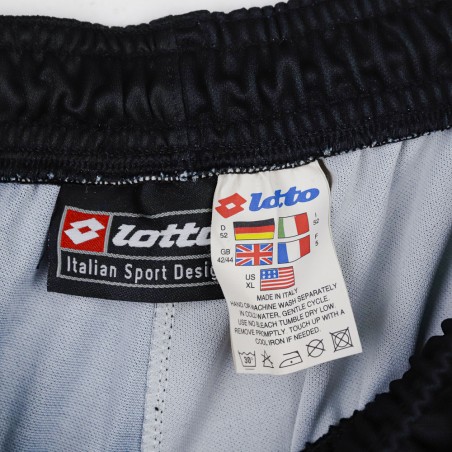 lotto
Italian Sport Desig
lotto
D 52 I 52
GB 42/44 F 5
US XL
MADE IN ITALY
HAND OR MACHINE WASH SEPARATELY
IN COLD WATER, GENTLE CYCLE.
USE NO BLEACH TUMBLE DRY LOW
REMOVE PROMPTLY TOUCH UP WITH A
COOL IRON IF NEEDED.
30°